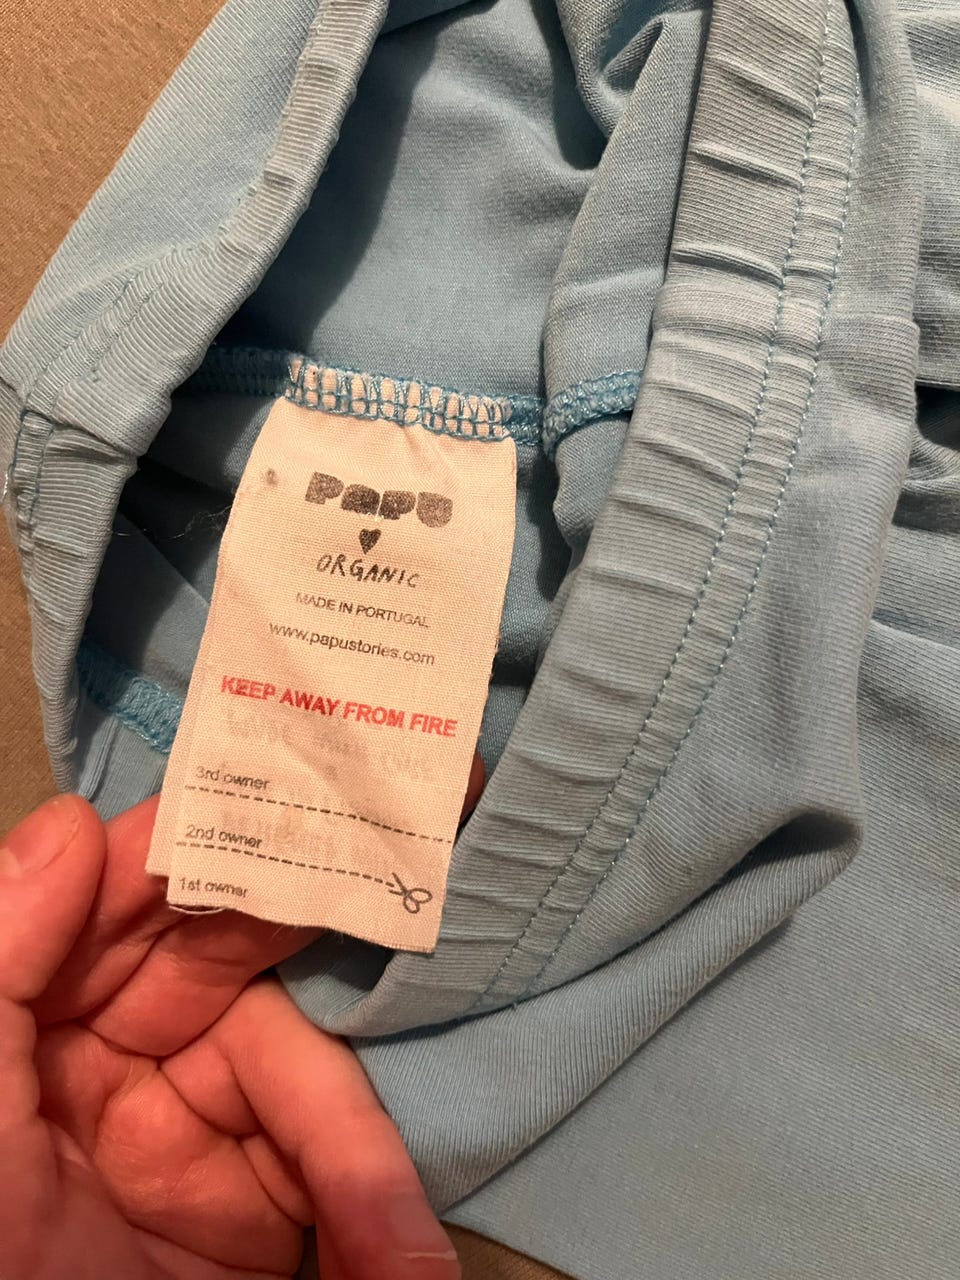 PAPU
ORGANIC
MADE IN PORTUGAL
www.papustories.com
KEEP AWAY FROM FIRE
3rd owner
2nd owner
1st owner